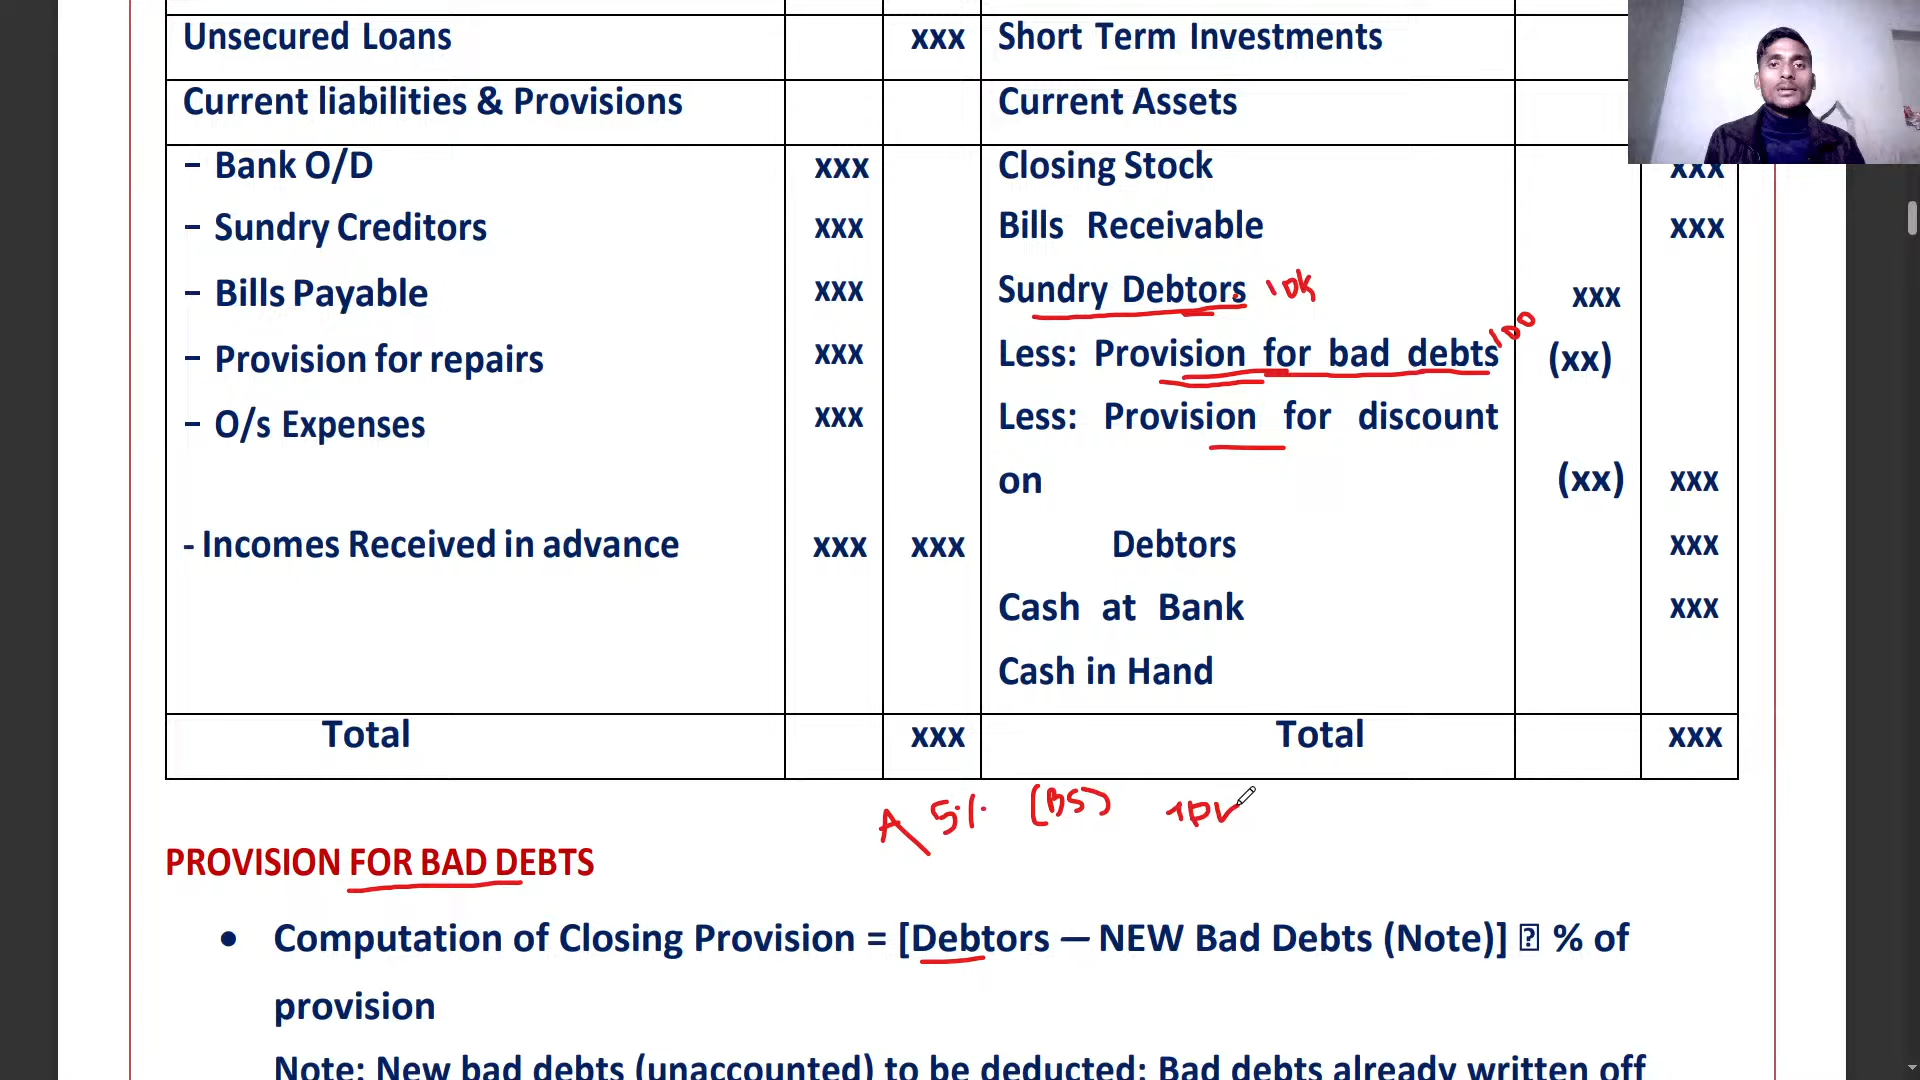 Unsecured Loans xxx Short Term Investments
Current liabilities & Provisions Current Assets
– Bank O/D xxx Closing Stock xxx
– Sundry Creditors xxx Bills Receivable xxx
– Bills Payable xxx Sundry Debtors 10k xxx
– Provision for repairs xxx Less: Provision for bad debts 100 (xx)
– O/s Expenses xxx Less: Provision for discount
on (xx) xxx
- Incomes Received in advance xxx xxx Debtors xxx
Cash at Bank xxx
Cash in Hand
Total xxx Total xxx
A 5% (BS)
PROVISION FOR BAD DEBTS
• Computation of Closing Provision = [Debtors — NEW Bad Debts (Note)] % of
provision
Note: New bad debts (unaccounted) to be deducted; Bad debts already written off